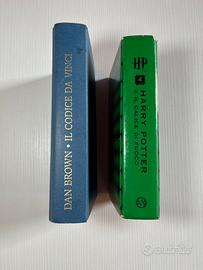 DAN BROWN • IL CODICE DA VINCI
HP
4
HARRY POTTER
E IL CALICE DI FUOCO